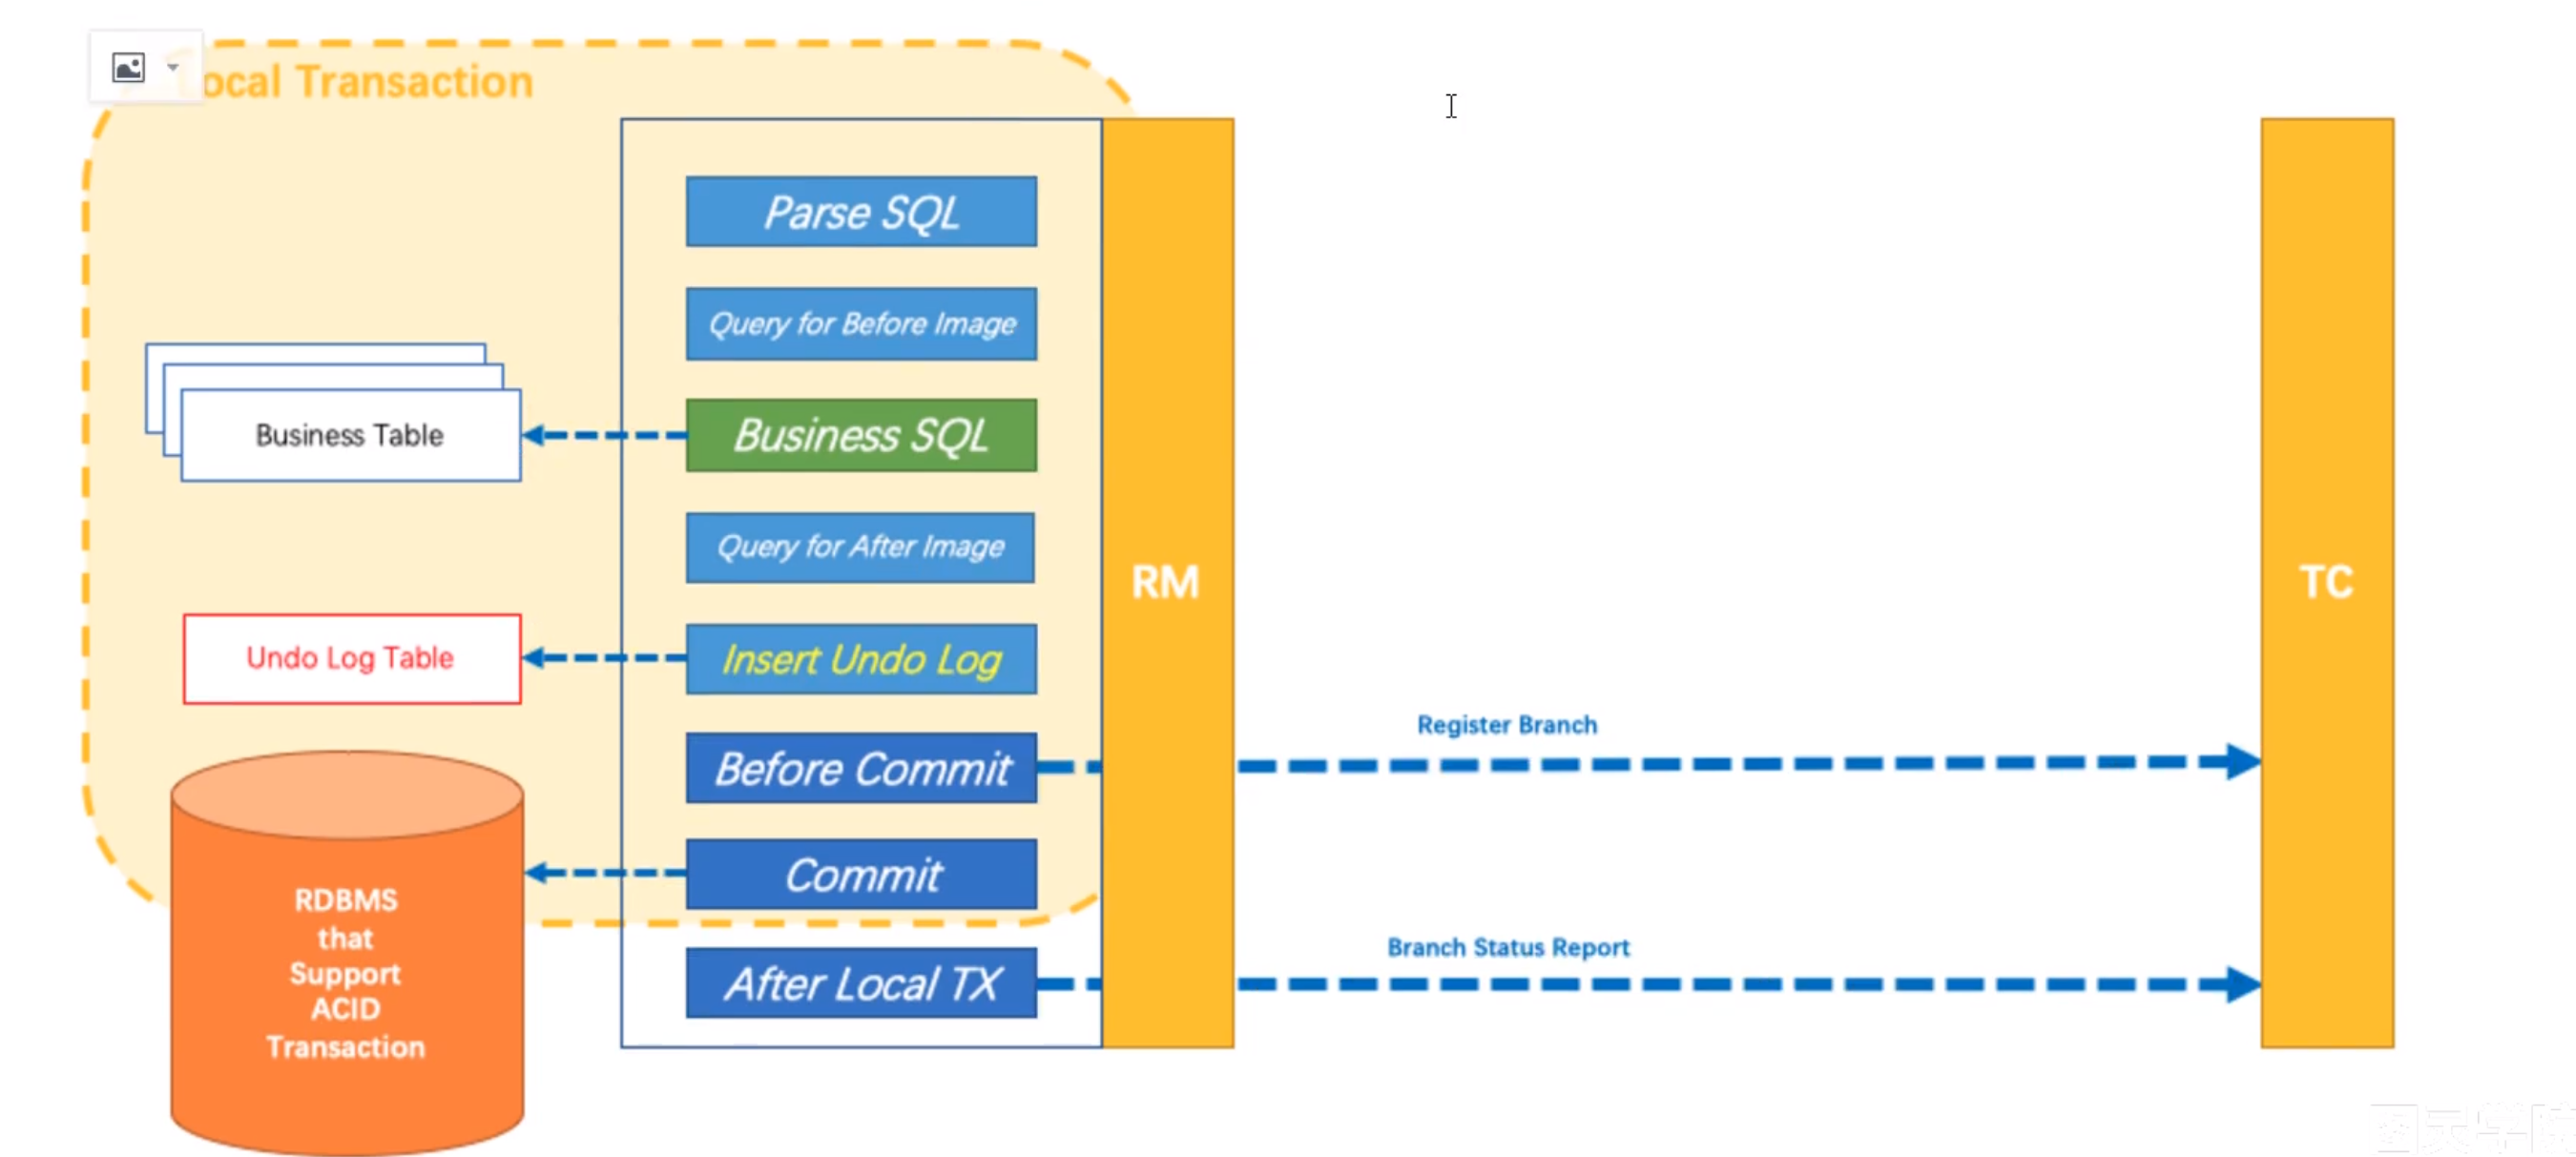 ocal Transaction
Parse SQL
Query for Before Image
Business SQL
Business Table
Query for After Image
RM
TC
Insert Undo Log
Undo Log Table
Register Branch
Before Commit
Commit
RDBMS
that
Support
ACID
Transaction
Branch Status Report
After Local TX